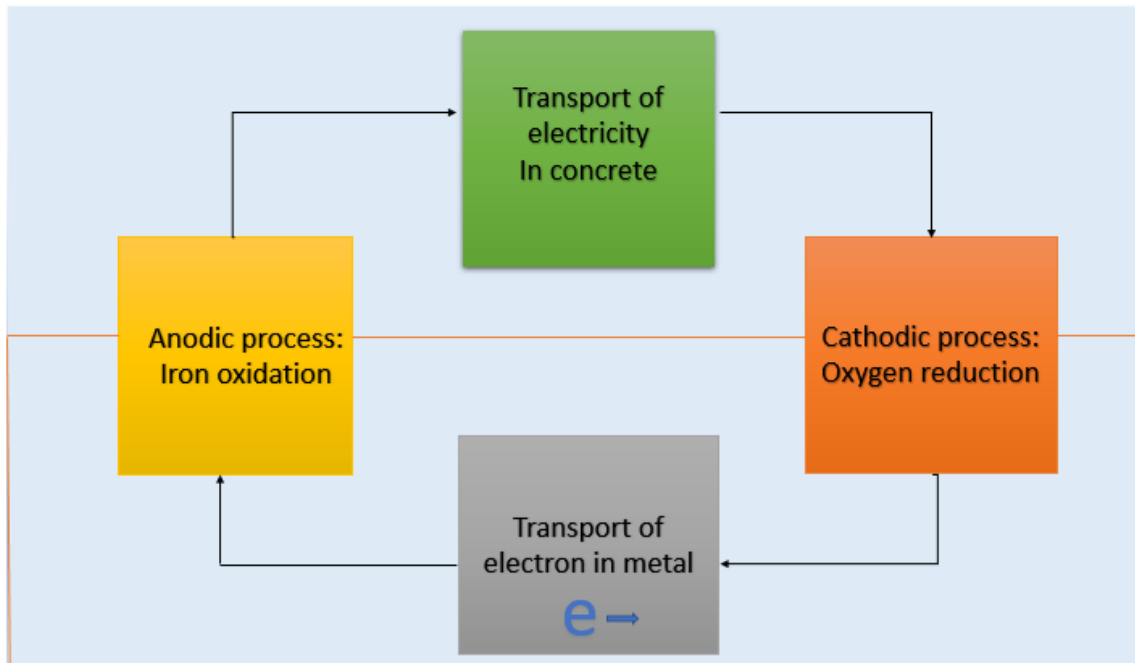 Transport of
electricity
In concrete
Anodic process:
Iron oxidation
Cathodic process:
Oxygen reduction
Transport of
electron in metal
e →